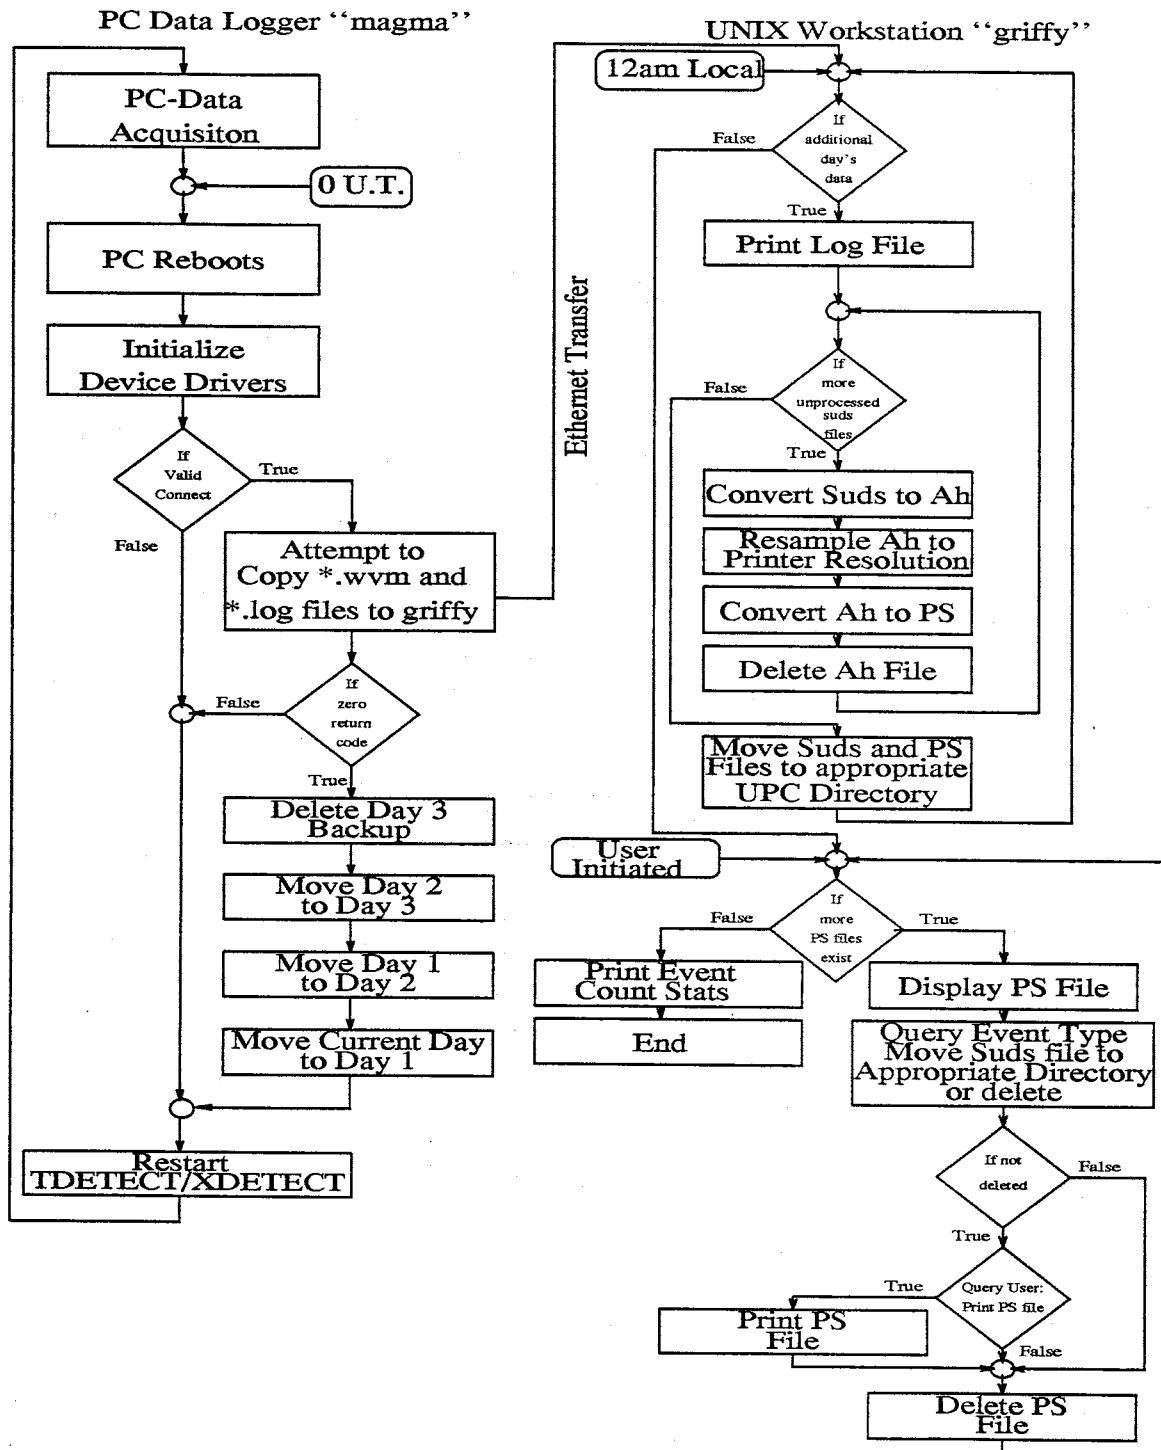 PC Data Logger “magma”
PC-Data
Acquisiton
0 U.T.
PC Reboots
Initialize
Device Drivers
If
Valid
Connect
True
False
Attempt to
Copy *.wvm and
*.log files to griffy
If
zero
return
code
False
True
Delete Day 3
Backup
Move Day 2
to Day 3
Move Day 1
to Day 2
Move Current Day
to Day 1
Restart
TDETECT/XDETECT
Ethernet Transfer
UNIX Workstation “griffy”
12am Local
If
additional
day's
data
False
True
Print Log File
If
more
unprocessed
suds
files
False
True
Convert Suds to Ah
Resample Ah to
Printer Resolution
Convert Ah to PS
Delete Ah File
Move Suds and PS
Files to appropriate
UPC Directory
User
Initiated
If
more
PS files
exist
False
True
Print Event
Count Stats
End
Display PS File
Query Event Type
Move Suds file to
Appropriate Directory
or delete
If not
deleted
False
True
Query User:
Print PS file
True
False
Print PS
File
Delete PS
File